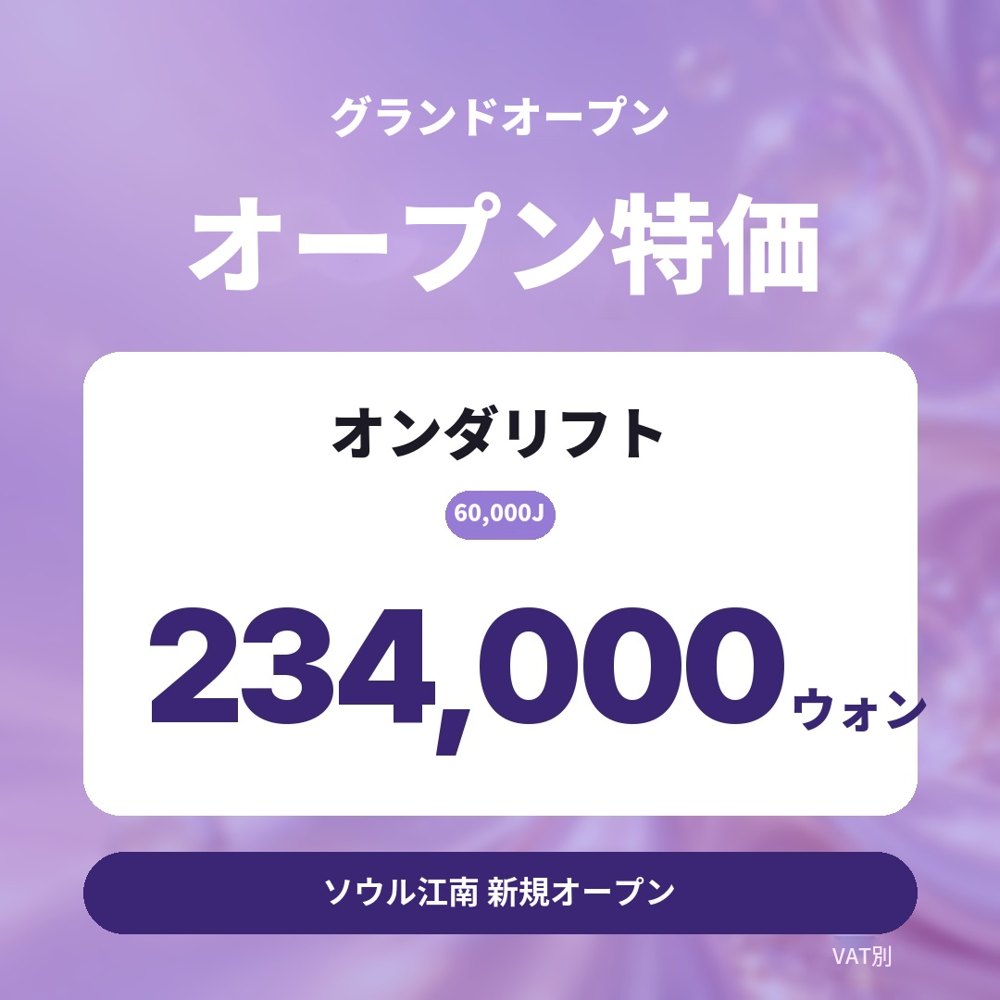 グランドオープン
オープン特価
オンダリフト
60,000J
234,000ウォン
ソウル江南 新規オープン
VAT別